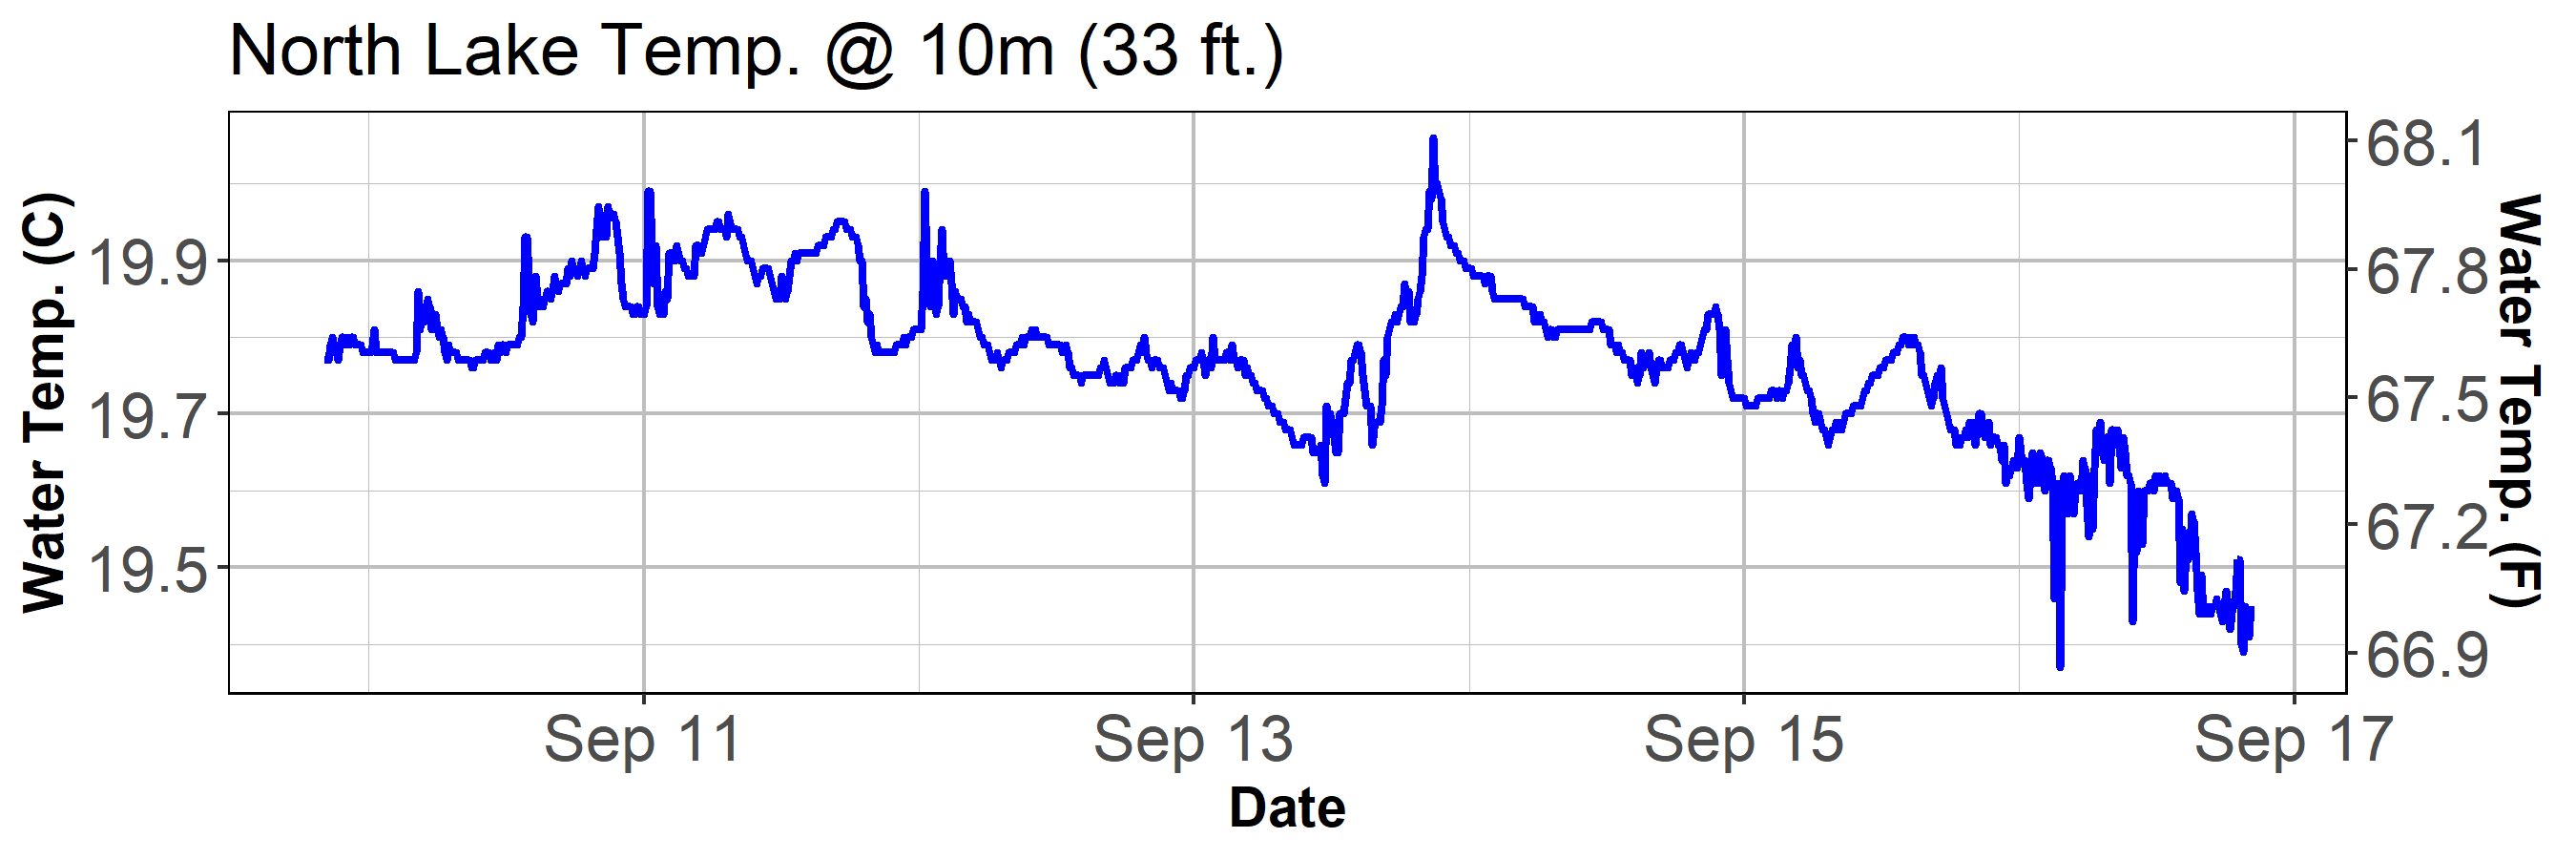 North Lake Temp. @ 10m (33 ft.)
Water Temp. (C)
19.9
19.7
19.5
68.1
67.8
67.5
67.2
66.9
Water Temp. (F)
Sep 11
Sep 13
Sep 15
Sep 17
Date